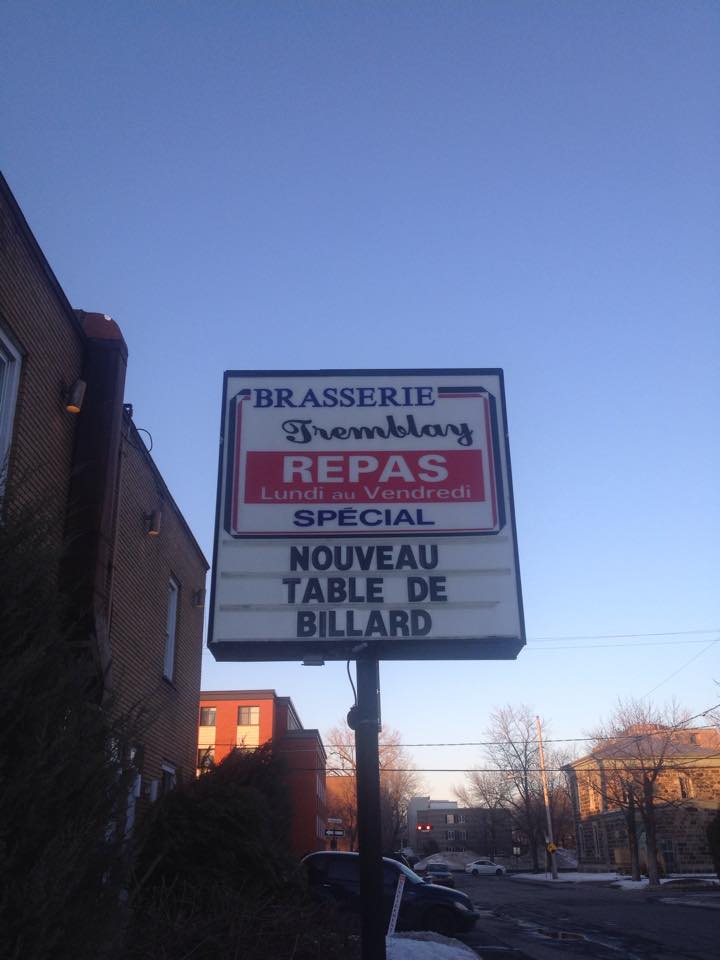 BRASSERIE
Tremblay
REPAS
Lundi au Vendredi
SPÉCIAL
NOUVEAU
TABLE DE
BILLARD